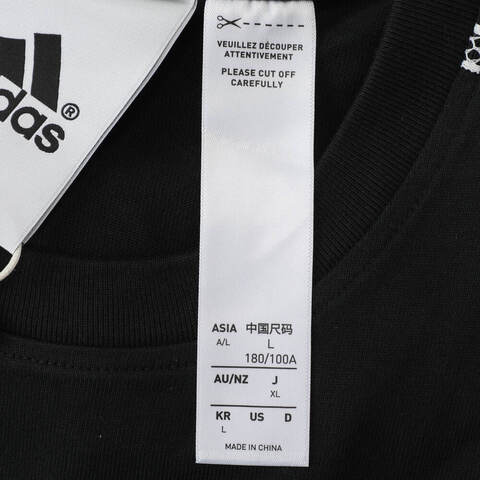 adidas®
VEUILLEZ DÉCOUPER
ATTENTIVEMENT
PLEASE CUT OFF
CAREFULLY
ASIA 中国尺码
A/L L
180/100A
AU/NZ J
XL
KR US D
L
MADE IN CHINA